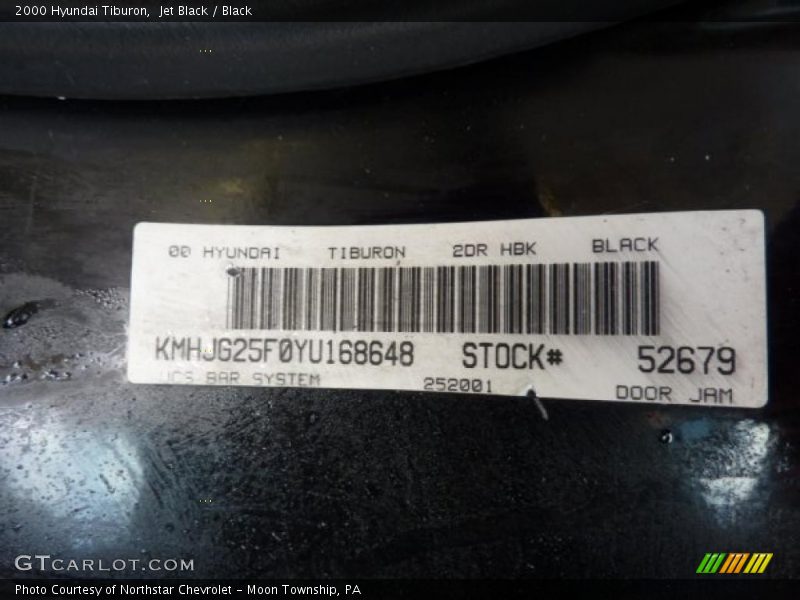 2000 Hyundai Tiburon,  Jet Black / Black
00 HYUNDAI TIBURON 2DR HBK BLACK
KMHJG25F0YU168648 STOCK# 52679
JCS BAR SYSTEM 252001 DOOR JAM
GTCARLOT.COM
Photo Courtesy of Northstar Chevrolet - Moon Township, PA